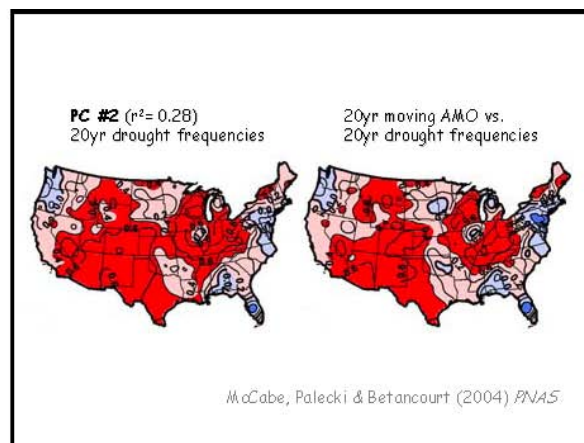 PC #2 (r²= 0.28)
20yr drought frequencies
20yr moving AMO vs.
20yr drought frequencies
McCabe, Palecki & Betancourt (2004) PNAS